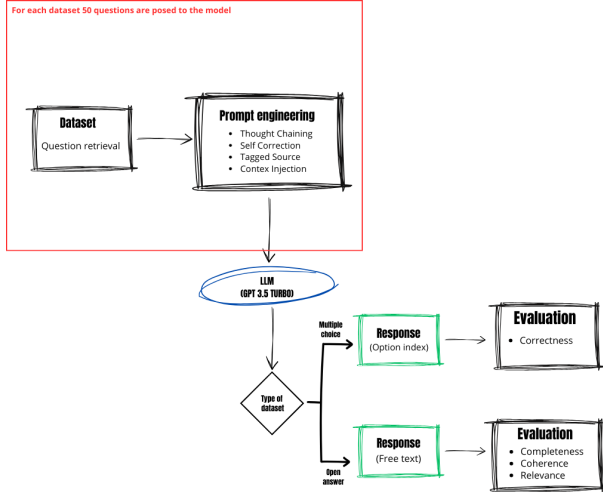 For each dataset 50 questions are posed to the model
Dataset
Question retrieval
Prompt engineering
• Thought Chaining
• Self Correction
• Tagged Source
• Contex Injection
LLM
(GPT 3.5 TURBO)
Type of
dataset
Multiple
choice
Response
(Option index)
Evaluation
• Correctness
Open
answer
Response
(Free text)
Evaluation
• Completeness
• Coherence
• Relevance